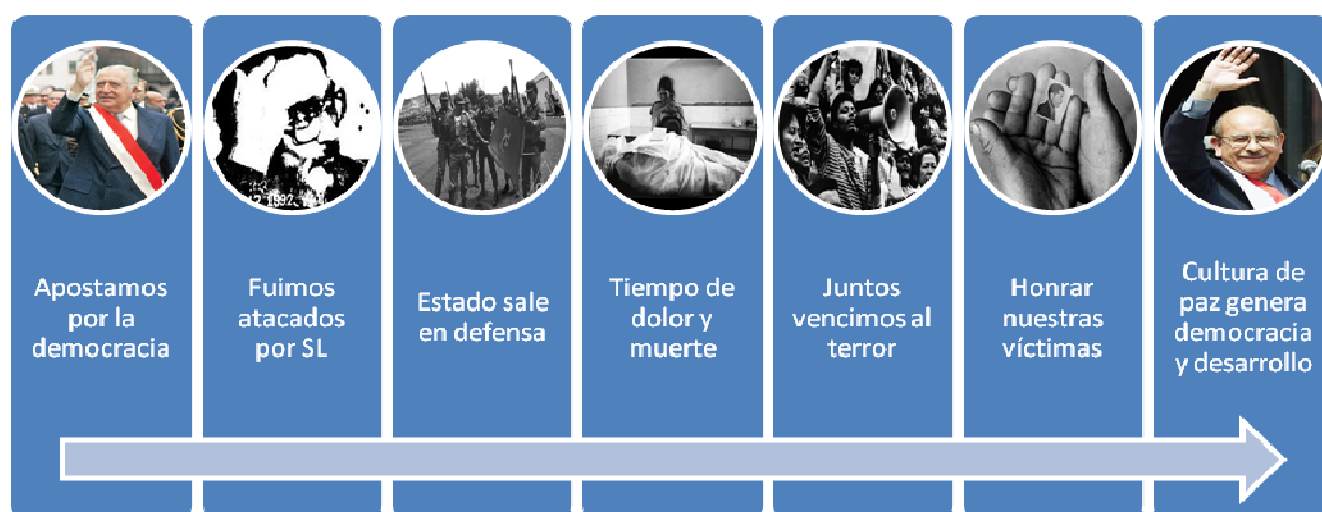 Apostamos
por la
democracia
Fuimos
atacados
por SL
Estado sale
en defensa
Tiempo de
dolor y
muerte
Juntos
vencimos al
terror
Honrar
nuestras
víctimas
Cultura de
paz genera
democracia
y desarrollo